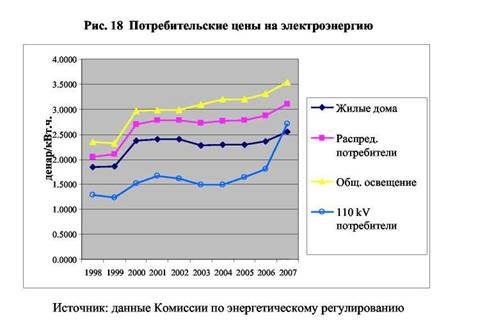 Рис. 18 Потребительские цены на электроэнергию
денар/кВт.ч.
4.0000
3.5000
3.0000
2.5000
2.0000
1.5000
1.0000
0.5000
0.0000
1998 1999 2000 2001 2002 2003 2004 2005 2006 2007
Жилые дома
Распред.
потребители
Общ. освещение
110 kV
потребители
Источник: данные Комиссии по энергетическому регулированию